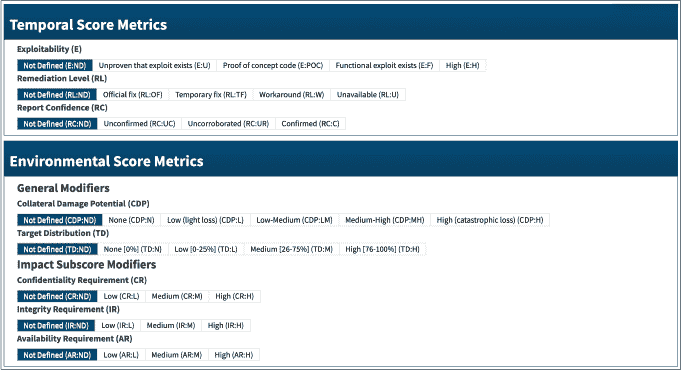 Temporal Score Metrics
Exploitability (E)
Not Defined (E:ND) Unproven that exploit exists (E:U) Proof of concept code (E:POC) Functional exploit exists (E:F) High (E:H)
Remediation Level (RL)
Not Defined (RL:ND) Official fix (RL:OF) Temporary fix (RL:TF) Workaround (RL:W) Unavailable (RL:U)
Report Confidence (RC)
Not Defined (RC:ND) Unconfirmed (RC:UC) Uncorroborated (RC:UR) Confirmed (RC:C)
Environmental Score Metrics
General Modifiers
Collateral Damage Potential (CDP)
Not Defined (CDP:ND) None (CDP:N) Low (light loss) (CDP:L) Low-Medium (CDP:LM) Medium-High (CDP:MH) High (catastrophic loss) (CDP:H)
Target Distribution (TD)
Not Defined (TD:ND) None [0%] (TD:N) Low [0-25%] (TD:L) Medium [26-75%] (TD:M) High [76-100%] (TD:H)
Impact Subscore Modifiers
Confidentiality Requirement (CR)
Not Defined (CR:ND) Low (CR:L) Medium (CR:M) High (CR:H)
Integrity Requirement (IR)
Not Defined (IR:ND) Low (IR:L) Medium (IR:M) High (IR:H)
Availability Requirement (AR)
Not Defined (AR:ND) Low (AR:L) Medium (AR:M) High (AR:H)